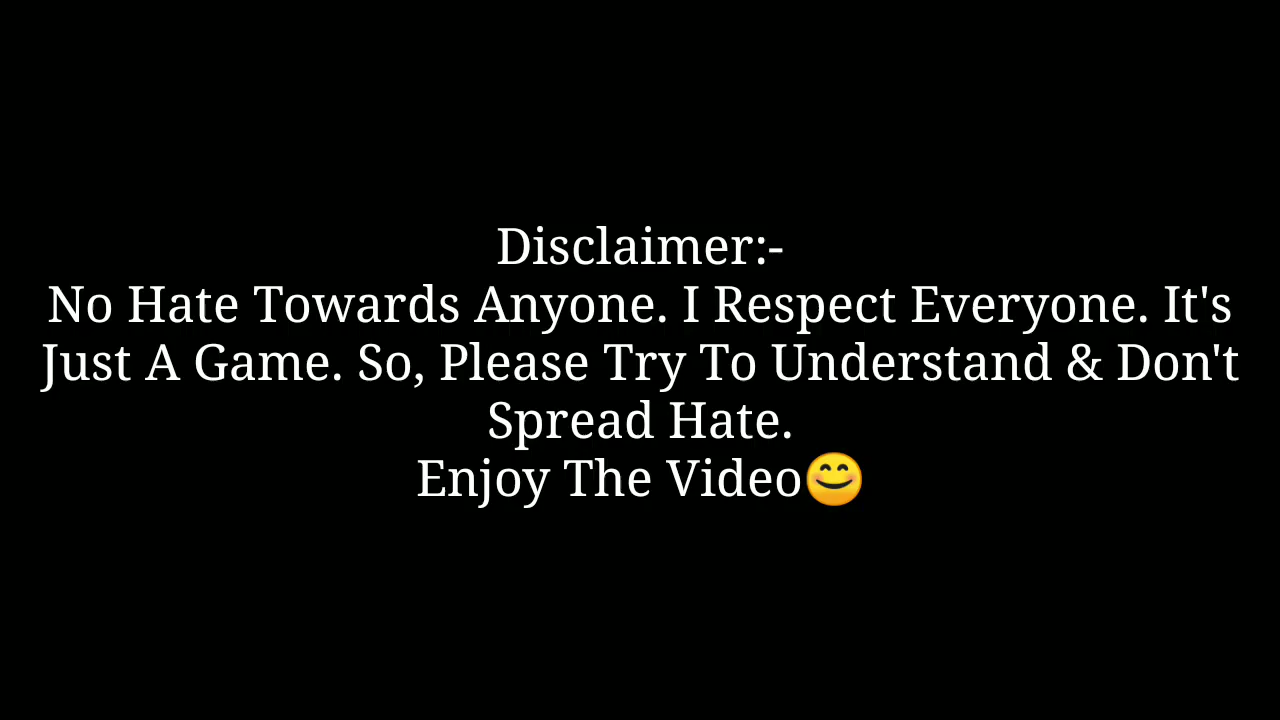 Disclaimer:-
No Hate Towards Anyone. I Respect Everyone. It's
Just A Game. So, Please Try To Understand & Don't
Spread Hate.
Enjoy The Video😊